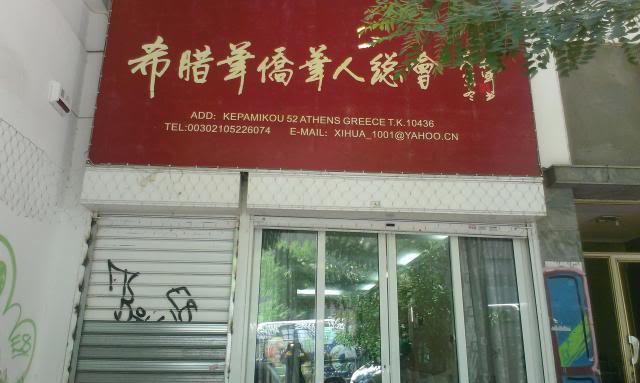 希腊华僑華人総會
ADD: KEPAMIKOU 52 ATHENS GREECE T.K.10436
TEL:00302105226074 E-MAIL: XIHUA_1001@YAHOO.CN